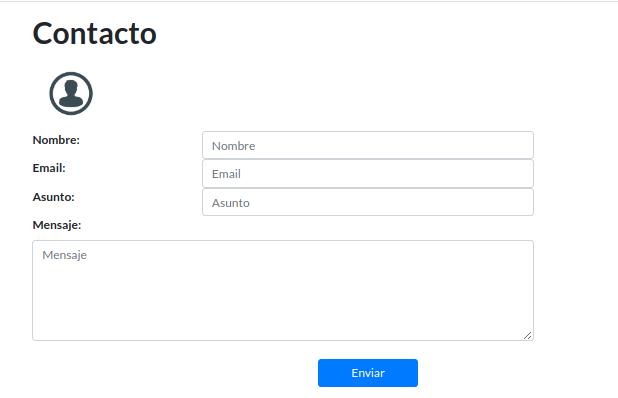 Contacto
Nombre: Nombre
Email: Email
Asunto: Asunto
Mensaje:
Mensaje
Enviar